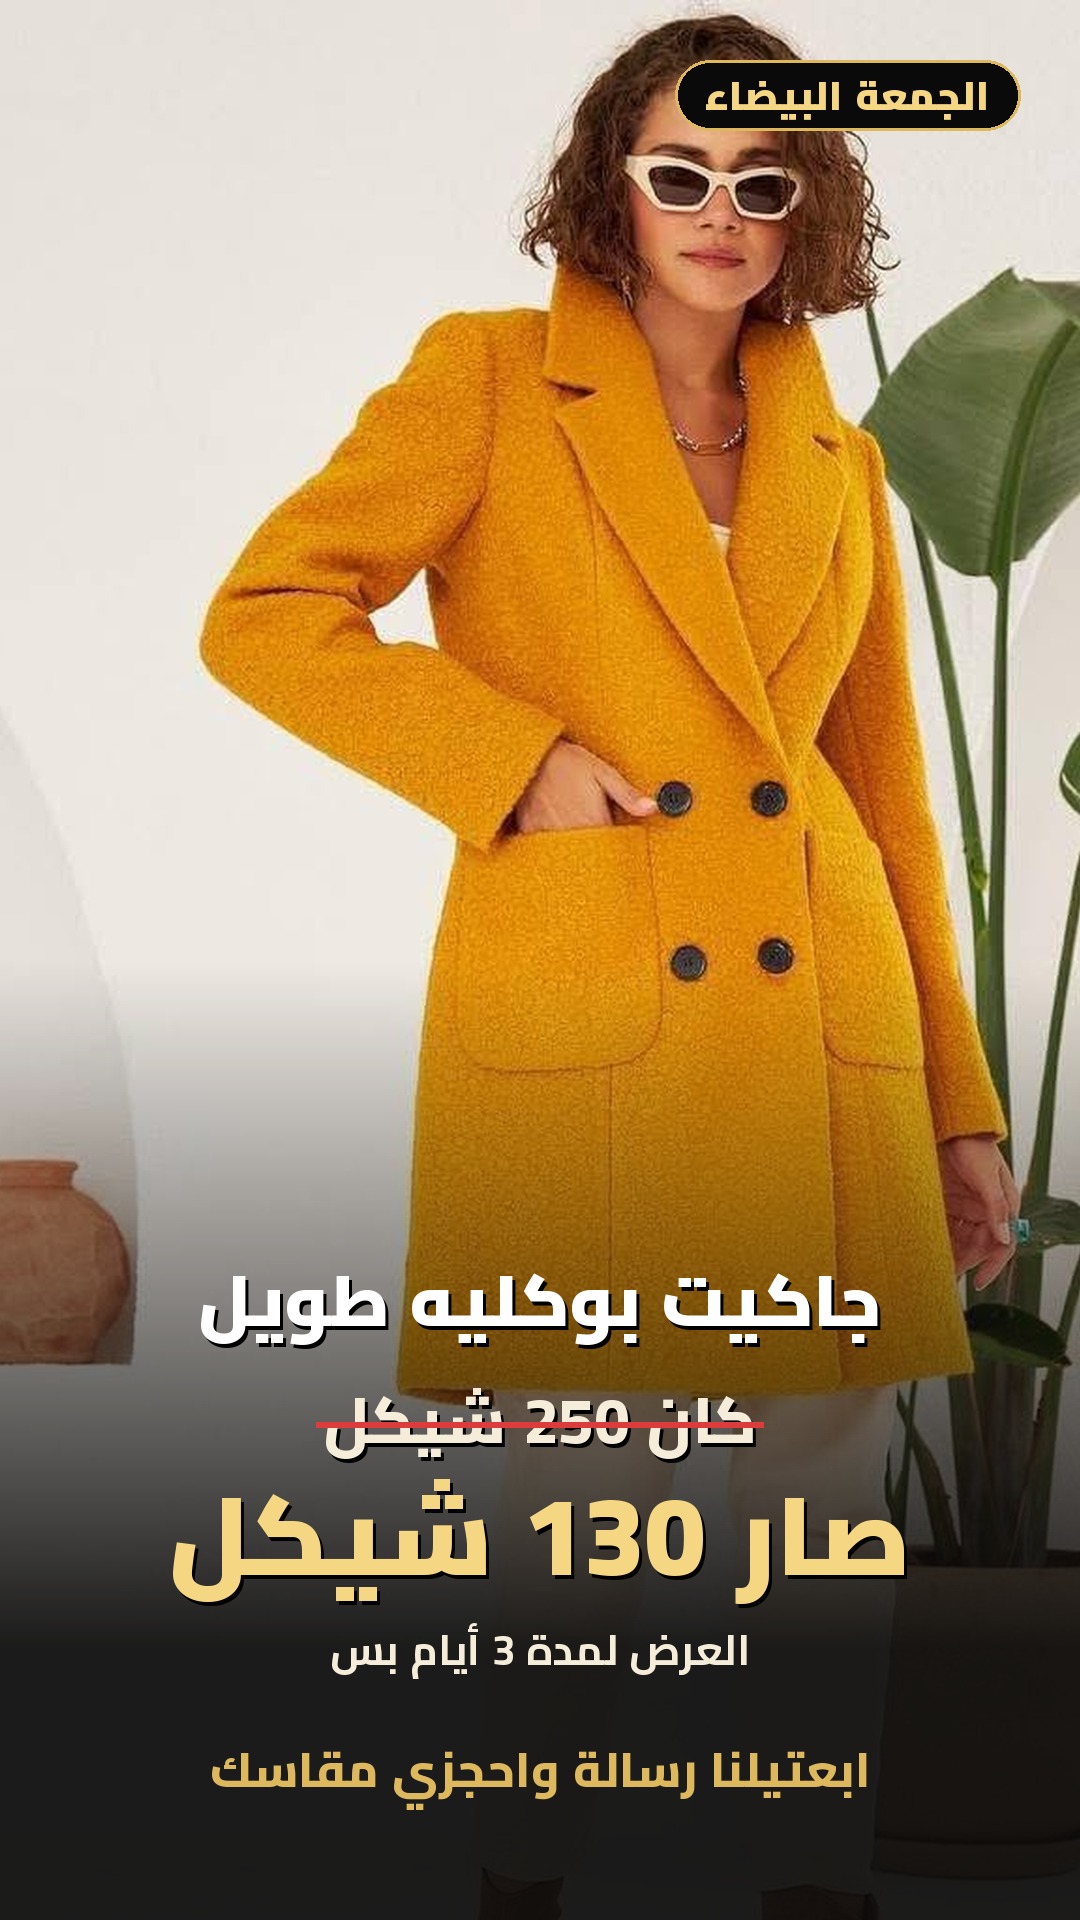 الجمعة البيضاء
جاكيت بوكليه طويل
كان 250 شيكل
صار 130 شيكل
العرض لمدة 3 أيام بس
ابعتيلنا رسالة واحجزي مقاسك